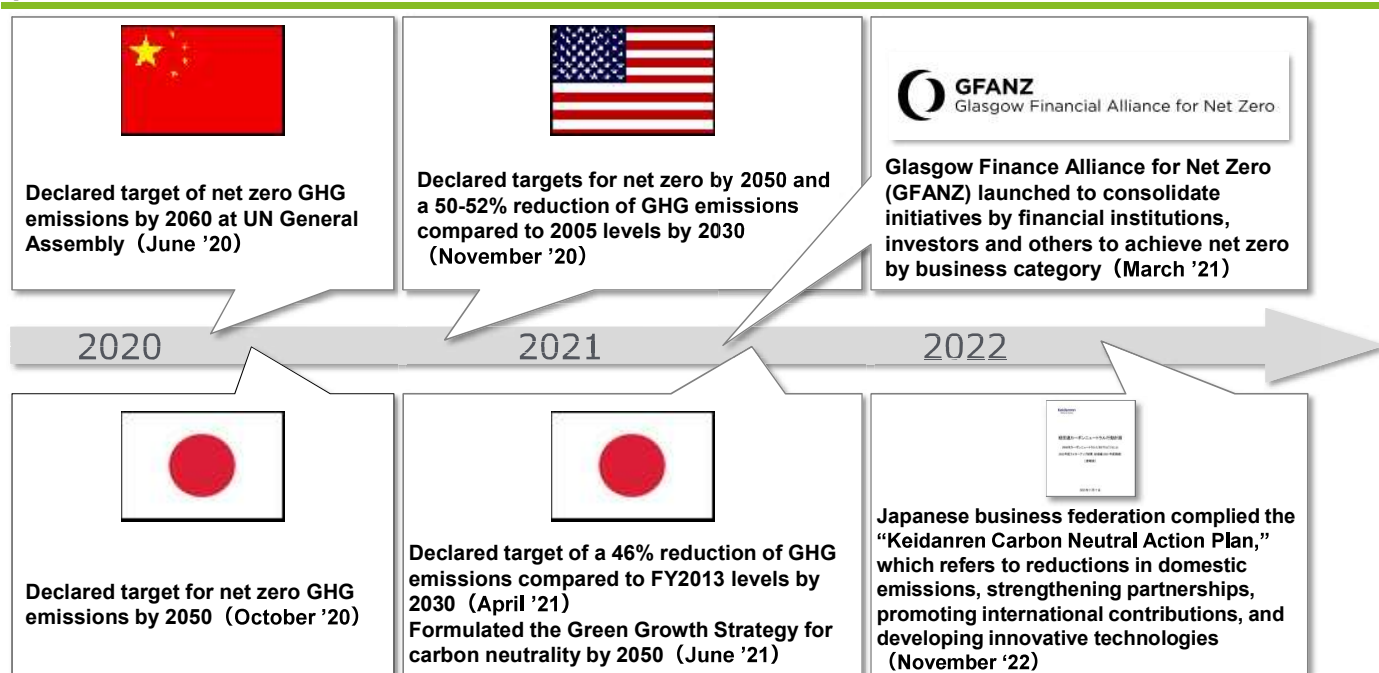 Declared target of net zero GHG
emissions by 2060 at UN General
Assembly（June ’20）
Declared targets for net zero by 2050 and
a 50-52% reduction of GHG emissions
compared to 2005 levels by 2030
（November ’20）
GFANZ
Glasgow Financial Alliance for Net Zero
Glasgow Finance Alliance for Net Zero
(GFANZ) launched to consolidate
initiatives by financial institutions,
investors and others to achieve net zero
by business category（March ’21）
2020
2021
2022
Declared target for net zero GHG
emissions by 2050（October ’20）
Declared target of a 46% reduction of GHG
emissions compared to FY2013 levels by
2030（April ’21）
Formulated the Green Growth Strategy for
carbon neutrality by 2050（June ’21）
Keidanren
Japanese business federation complied the
“Keidanren Carbon Neutral Action Plan,”
which refers to reductions in domestic
emissions, strengthening partnerships,
promoting international contributions, and
developing innovative technologies
（November ‘22）